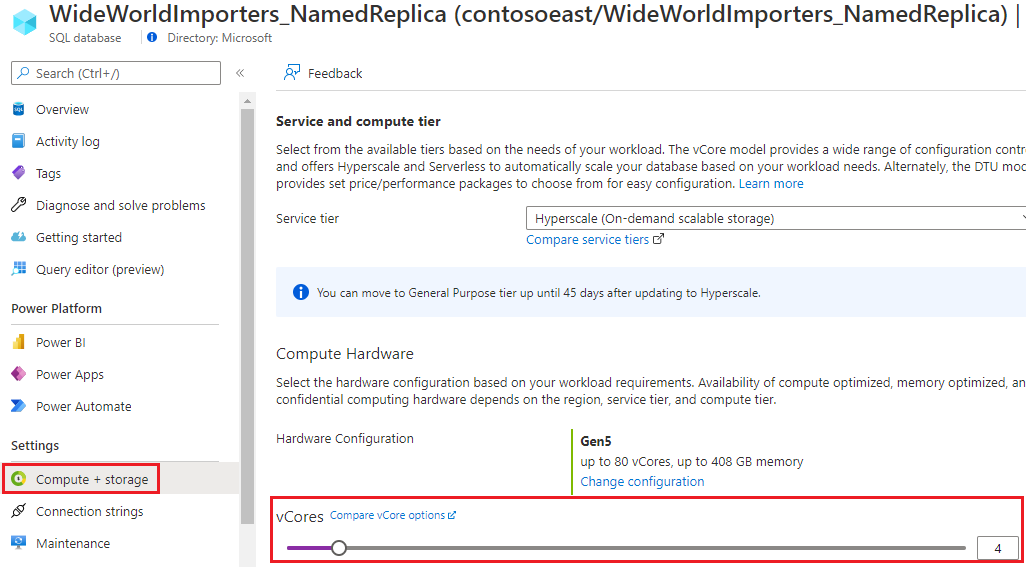 WideWorldImporters_NamedReplica (contosoeast/WideWorldImporters_NamedReplica) |
SQL database
Directory: Microsoft
Search (Ctrl+/)
«
Overview
Activity log
Tags
Diagnose and solve problems
Getting started
Query editor (preview)
Power Platform
Power BI
Power Apps
Power Automate
Settings
Compute + storage
Connection strings
Maintenance
Feedback
Service and compute tier
Select from the available tiers based on the needs of your workload. The vCore model provides a wide range of configuration contr
and offers Hyperscale and Serverless to automatically scale your database based on your workload needs. Alternately, the DTU mod
provides set price/performance packages to choose from for easy configuration. Learn more
Service tier
Hyperscale (On-demand scalable storage)
Compare service tiers
You can move to General Purpose tier up until 45 days after updating to Hyperscale.
Compute Hardware
Select the hardware configuration based on your workload requirements. Availability of compute optimized, memory optimized, an
confidential computing hardware depends on the region, service tier, and compute tier.
Hardware Configuration
Gen5
up to 80 vCores, up to 408 GB memory
Change configuration
vCores Compare vCore options
4